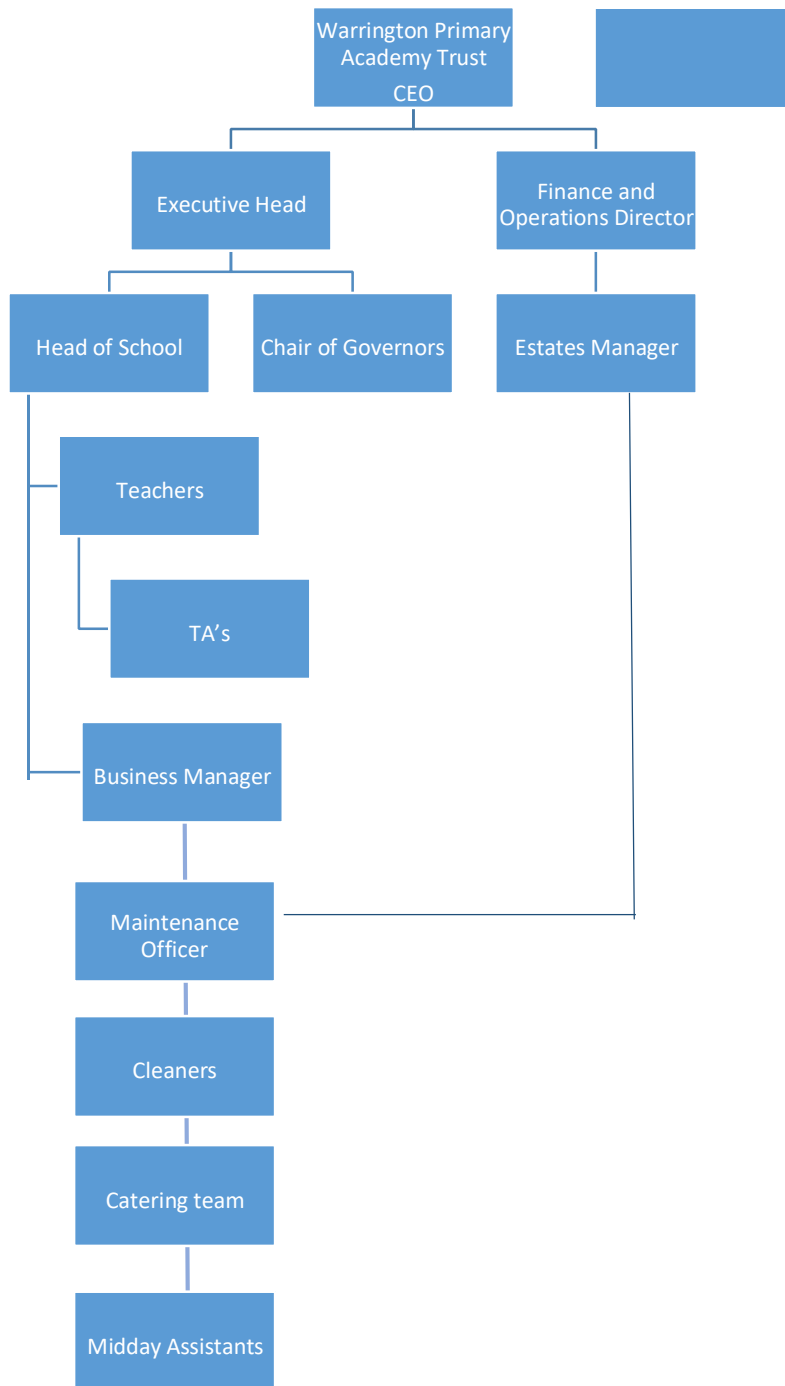 Warrington Primary
Academy Trust
CEO
Executive Head
Finance and
Operations Director
Head of School
Chair of Governors
Estates Manager
Teachers
TA’s
Business Manager
Maintenance
Officer
Cleaners
Catering team
Midday Assistants